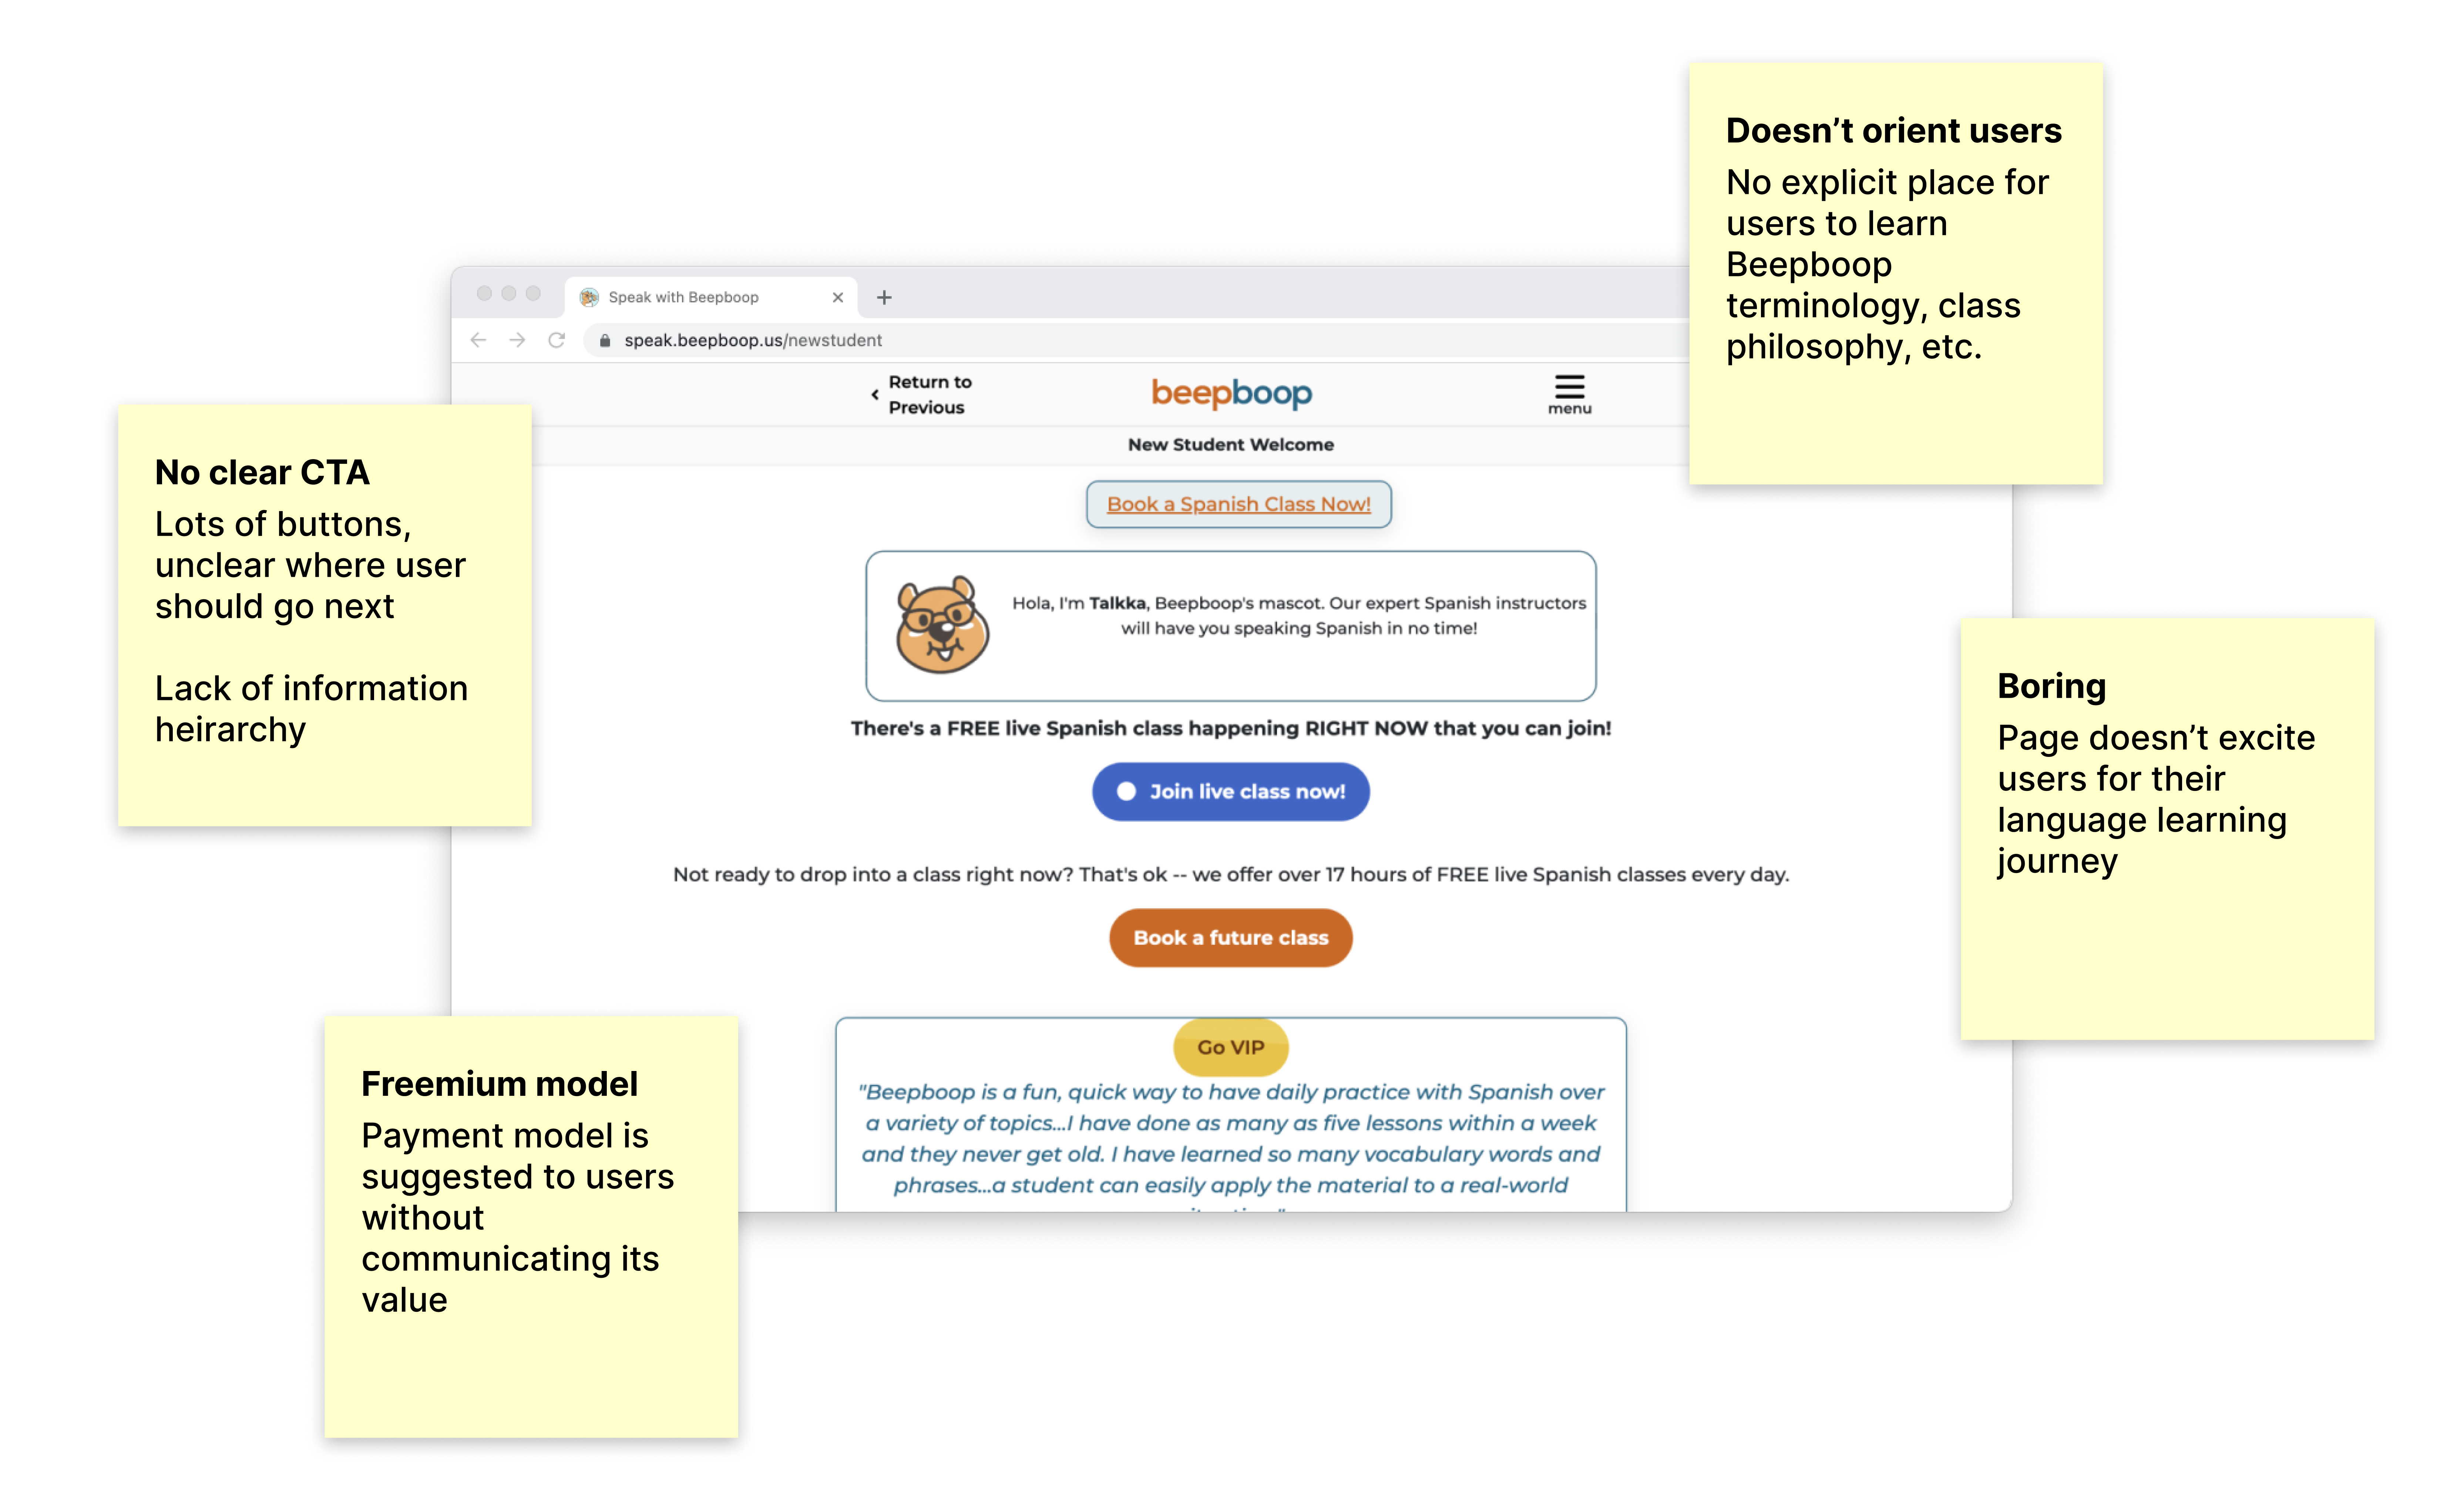 Doesn’t orient users
No explicit place for
users to learn
Beepboop
terminology, class
philosophy, etc.
Speak with Beepboop
speak.beepboop.us/newstudent
Return to
Previous
beepboop
menu
New Student Welcome
No clear CTA
Lots of buttons,
unclear where user
should go next
Lack of information
heirarchy
Book a Spanish Class Now!
Hola, I'm Talkka, Beepboop's mascot. Our expert Spanish instructors
will have you speaking Spanish in no time!
There's a FREE live Spanish class happening RIGHT NOW that you can join!
Join live class now!
Boring
Page doesn’t excite
users for their
language learning
journey
Not ready to drop into a class right now? That's ok -- we offer over 17 hours of FREE live Spanish classes every day.
Book a future class
Freemium model
Payment model is
suggested to users
without
communicating its
value
Go VIP
"Beepboop is a fun, quick way to have daily practice with Spanish over
a variety of topics...I have done as many as five lessons within a week
and they never get old. I have learned so many vocabulary words and
phrases...a student can easily apply the material to a real-world